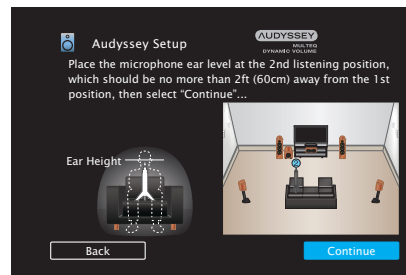 Audyssey Setup
AUDYSSEY
MULTEQ
DYNAMIC VOLUME
Place the microphone ear level at the 2nd listening position,
which should be no more than 2ft (60cm) away from the 1st
position, then select “Continue”...
Ear Height
2
Back
Continue